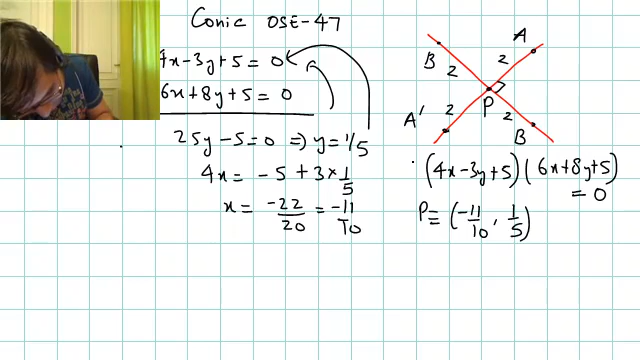 Conic OSE-47
4x-3y+5=0
6x+8y+5=0
25y-5=0 ⇒ y=1/5
4x = -5 + 3×1/5
x = -22/20 = -11/10
A
B 2 2
P
A' 2 2
B
(4x-3y+5)(6x+8y+5)
= 0
P ≡ (-11/10, 1/5)